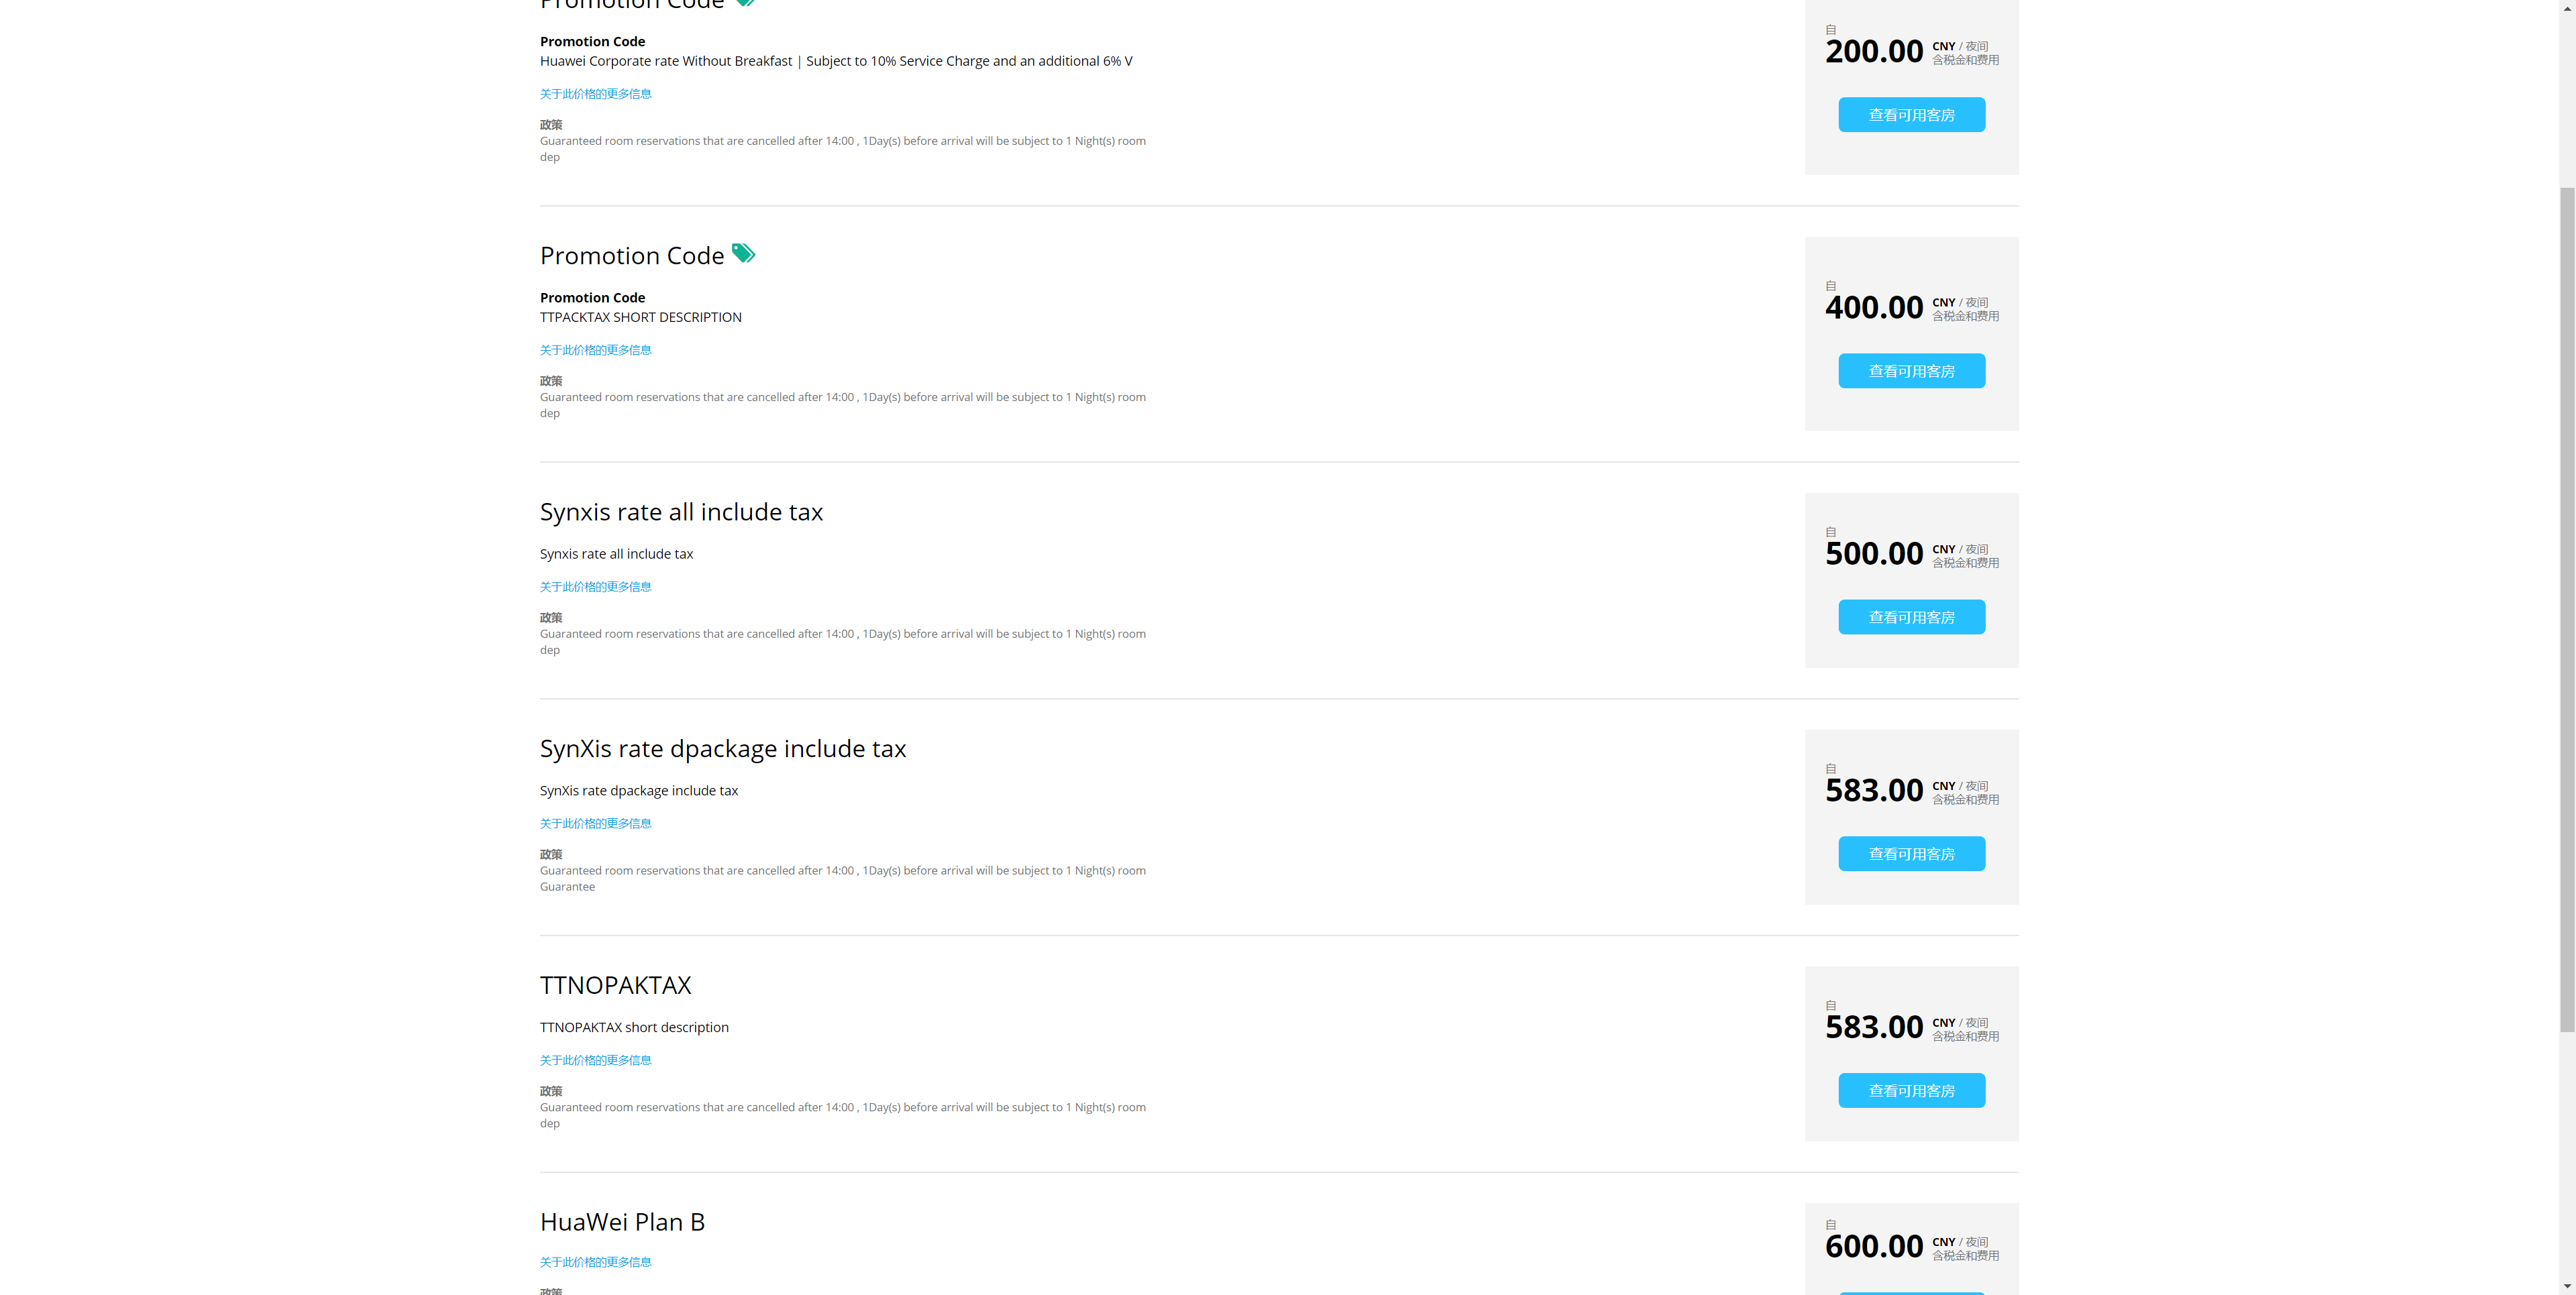 Promotion Code
Promotion Code
Huawei Corporate rate Without Breakfast | Subject to 10% Service Charge and an additional 6% V
关于此价格的更多信息
政策
Guaranteed room reservations that are cancelled after 14:00 , 1Day(s) before arrival will be subject to 1 Night(s) room
dep
自
200.00 CNY / 夜间
含税金和费用
查看可用客房
Promotion Code
Promotion Code
TTPACKTAX SHORT DESCRIPTION
关于此价格的更多信息
政策
Guaranteed room reservations that are cancelled after 14:00 , 1Day(s) before arrival will be subject to 1 Night(s) room
dep
自
400.00 CNY / 夜间
含税金和费用
查看可用客房
Synxis rate all include tax
Synxis rate all include tax
关于此价格的更多信息
政策
Guaranteed room reservations that are cancelled after 14:00 , 1Day(s) before arrival will be subject to 1 Night(s) room
dep
自
500.00 CNY / 夜间
含税金和费用
查看可用客房
SynXis rate dpackage include tax
SynXis rate dpackage include tax
关于此价格的更多信息
政策
Guaranteed room reservations that are cancelled after 14:00 , 1Day(s) before arrival will be subject to 1 Night(s) room
Guarantee
自
583.00 CNY / 夜间
含税金和费用
查看可用客房
TTNOPAKTAX
TTNOPAKTAX short description
关于此价格的更多信息
政策
Guaranteed room reservations that are cancelled after 14:00 , 1Day(s) before arrival will be subject to 1 Night(s) room
dep
自
583.00 CNY / 夜间
含税金和费用
查看可用客房
HuaWei Plan B
关于此价格的更多信息
政策
自
600.00 CNY / 夜间
含税金和费用